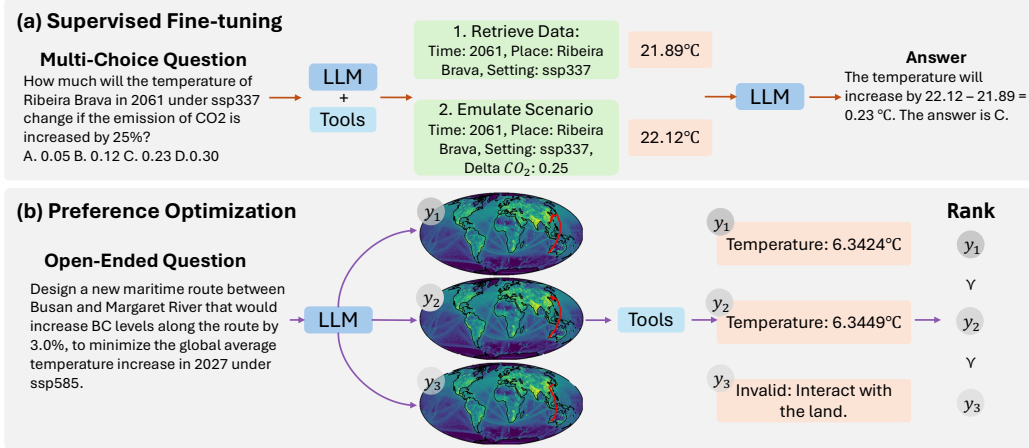 (a) Supervised Fine-tuning
Multi-Choice Question
How much will the temperature of
Ribeira Brava in 2061 under ssp337
change if the emission of CO2 is
increased by 25%?
A. 0.05 B. 0.12 C. 0.23 D.0.30
LLM
+
Tools
1. Retrieve Data:
Time: 2061, Place: Ribeira
Brava, Setting: ssp337
21.89℃
2. Emulate Scenario
Time: 2061, Place: Ribeira
Brava, Setting: ssp337,
Delta CO₂: 0.25
22.12℃
LLM
Answer
The temperature will
increase by 22.12 – 21.89 =
0.23 ℃. The answer is C.
(b) Preference Optimization
Open-Ended Question
Design a new maritime route between
Busan and Margaret River that would
increase BC levels along the route by
3.0%, to minimize the global average
temperature increase in 2027 under
ssp585.
LLM
y₁
y₂
y₃
Tools
y₁
Temperature: 6.3424℃
y₂
Temperature: 6.3449℃
y₃
Invalid: Interact with
the land.
Rank
y₁
≻
y₂
≻
y₃